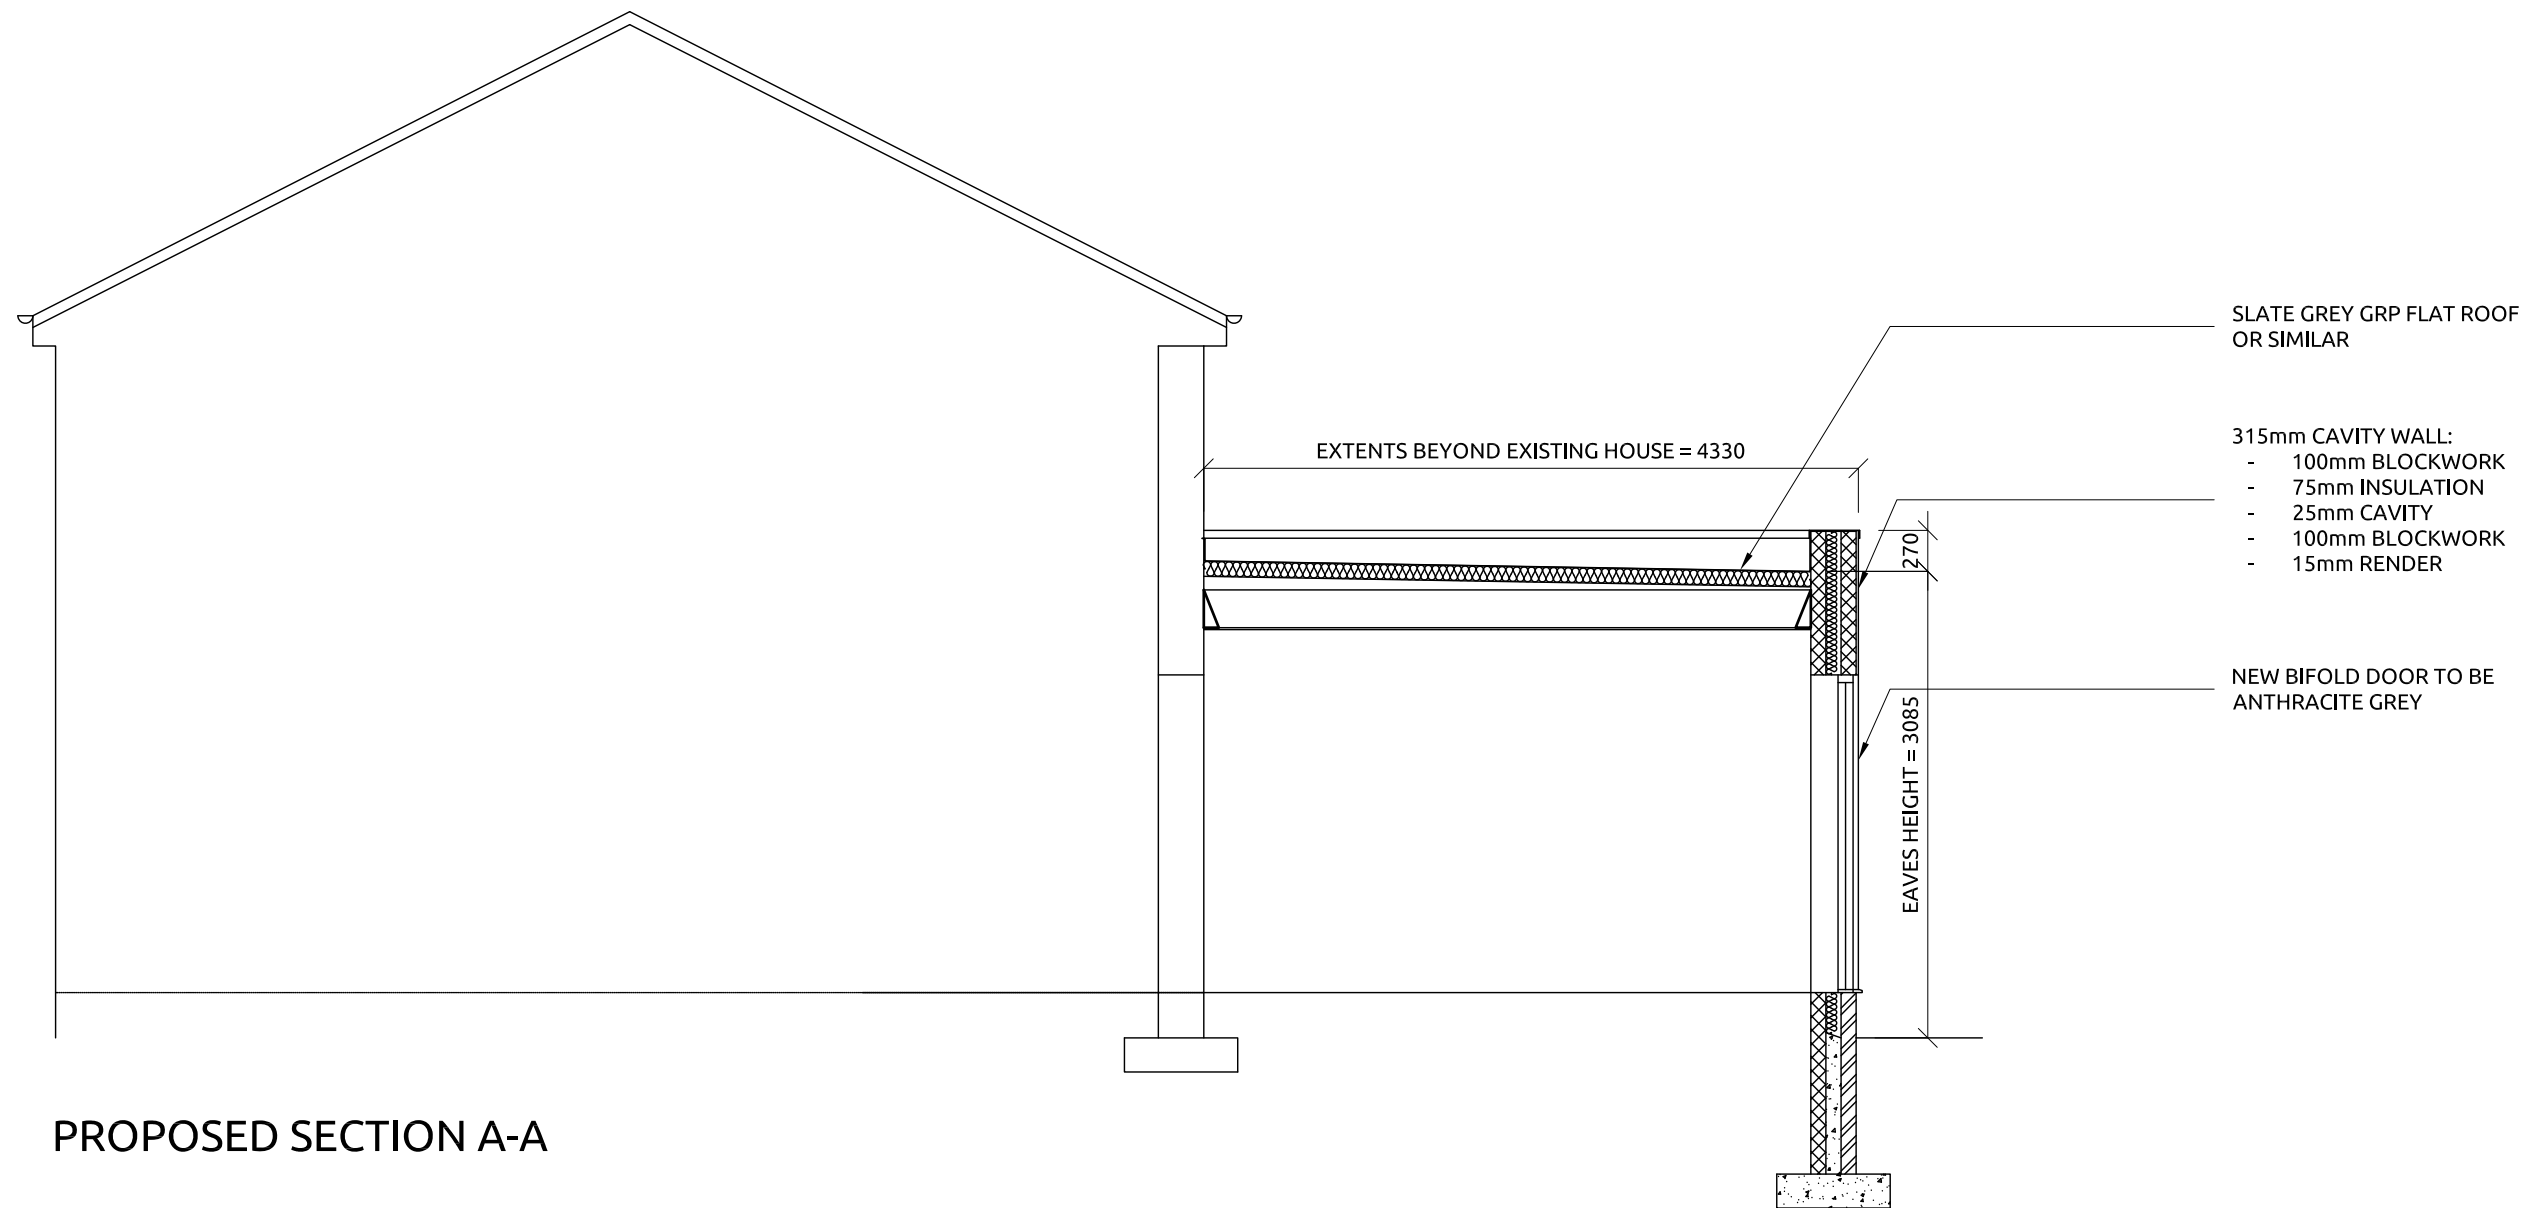 SLATE GREY GRP FLAT ROOF
OR SIMILAR
EXTENTS BEYOND EXISTING HOUSE = 4330
315mm CAVITY WALL:
- 100mm BLOCKWORK
- 75mm INSULATION
- 25mm CAVITY
- 100mm BLOCKWORK
- 15mm RENDER
270
NEW BIFOLD DOOR TO BE
ANTHRACITE GREY
EAVES HEIGHT = 3085
PROPOSED SECTION A-A